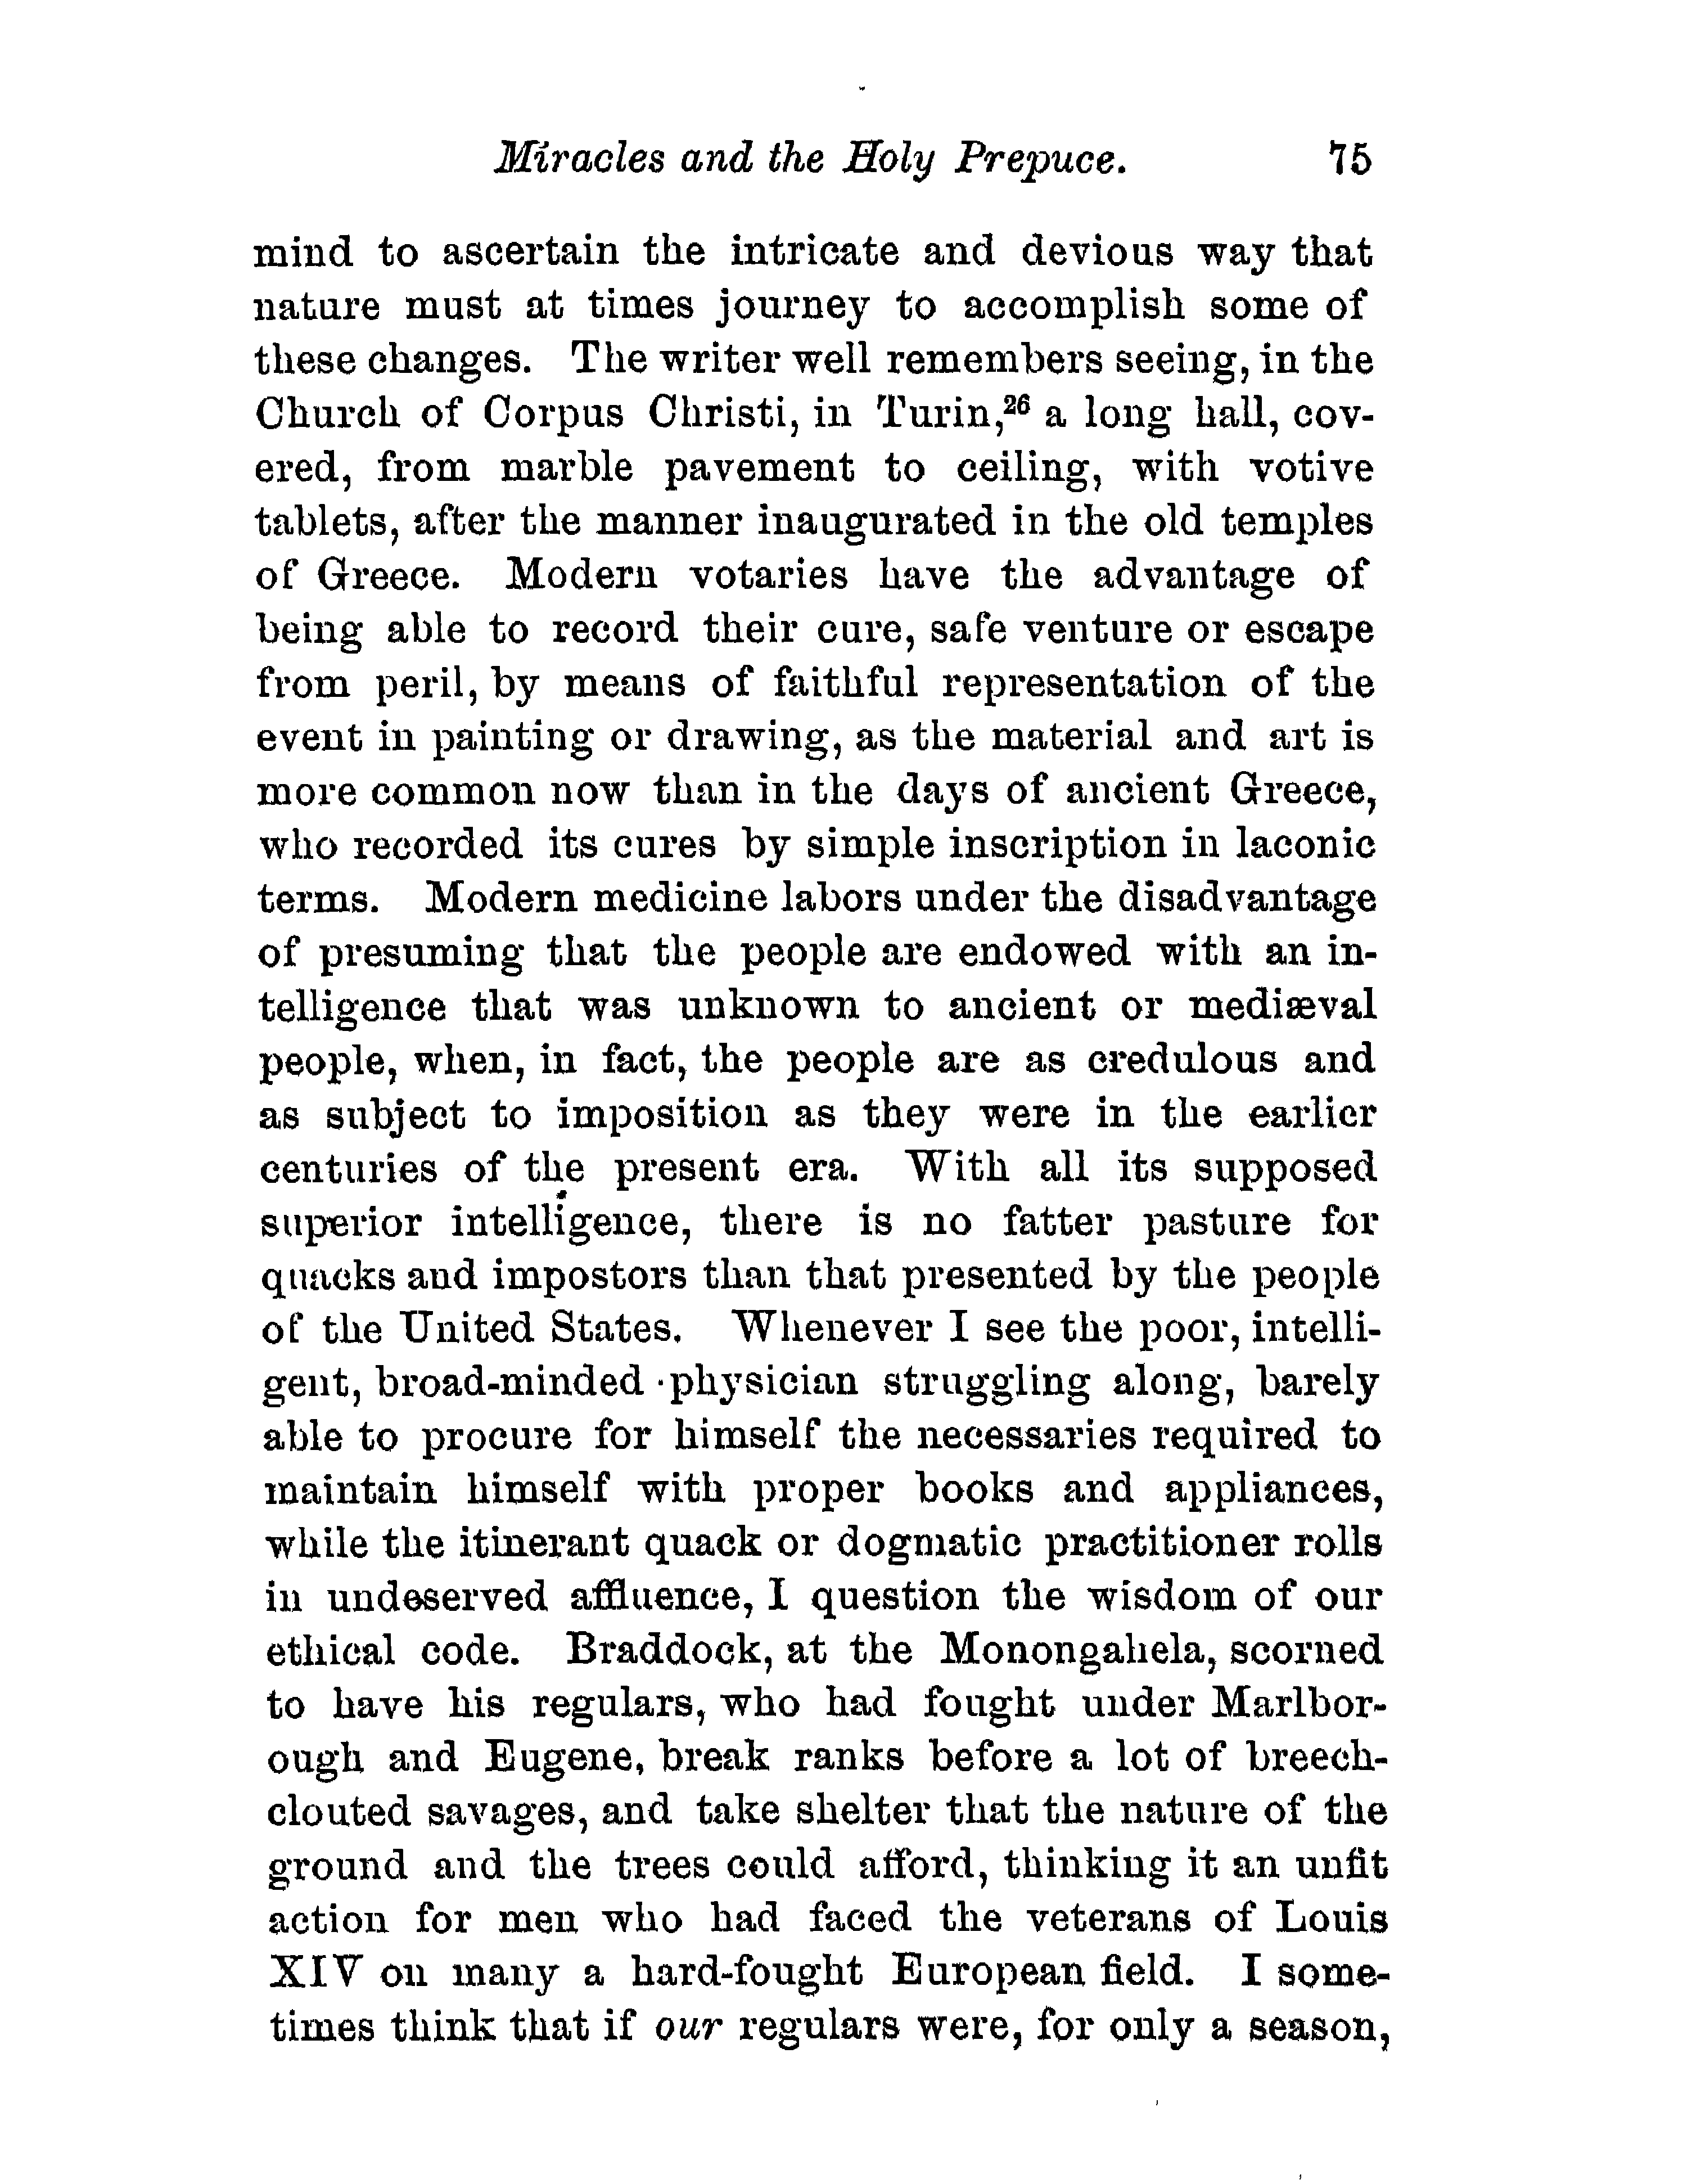 Miracles and the Holy Prepuce. 75
mind to ascertain the intricate and devious way that
nature must at times journey to accomplish some of
these changes. The writer well remembers seeing, in the
Church of Corpus Christi, in Turin,²⁶ a long hall, cov-
ered, from marble pavement to ceiling, with votive
tablets, after the manner inaugurated in the old temples
of Greece. Modern votaries have the advantage of
being able to record their cure, safe venture or escape
from peril, by means of faithful representation of the
event in painting or drawing, as the material and art is
more common now than in the days of ancient Greece,
who recorded its cures by simple inscription in laconic
terms. Modern medicine labors under the disadvantage
of presuming that the people are endowed with an in-
telligence that was unknown to ancient or mediæval
people, when, in fact, the people are as credulous and
as subject to imposition as they were in the earlier
centuries of the present era. With all its supposed
superior intelligence, there is no fatter pasture for
quacks and impostors than that presented by the people
of the United States. Whenever I see the poor, intelli-
gent, broad-minded physician struggling along, barely
able to procure for himself the necessaries required to
maintain himself with proper books and appliances,
while the itinerant quack or dogmatic practitioner rolls
in undeserved affluence, I question the wisdom of our
ethical code. Braddock, at the Monongahela, scorned
to have his regulars, who had fought under Marlbor-
ough and Eugene, break ranks before a lot of breech-
clouted savages, and take shelter that the nature of the
ground and the trees could afford, thinking it an unfit
action for men who had faced the veterans of Louis
XIV on many a hard-fought European field. I some-
times think that if our regulars were, for only a season,